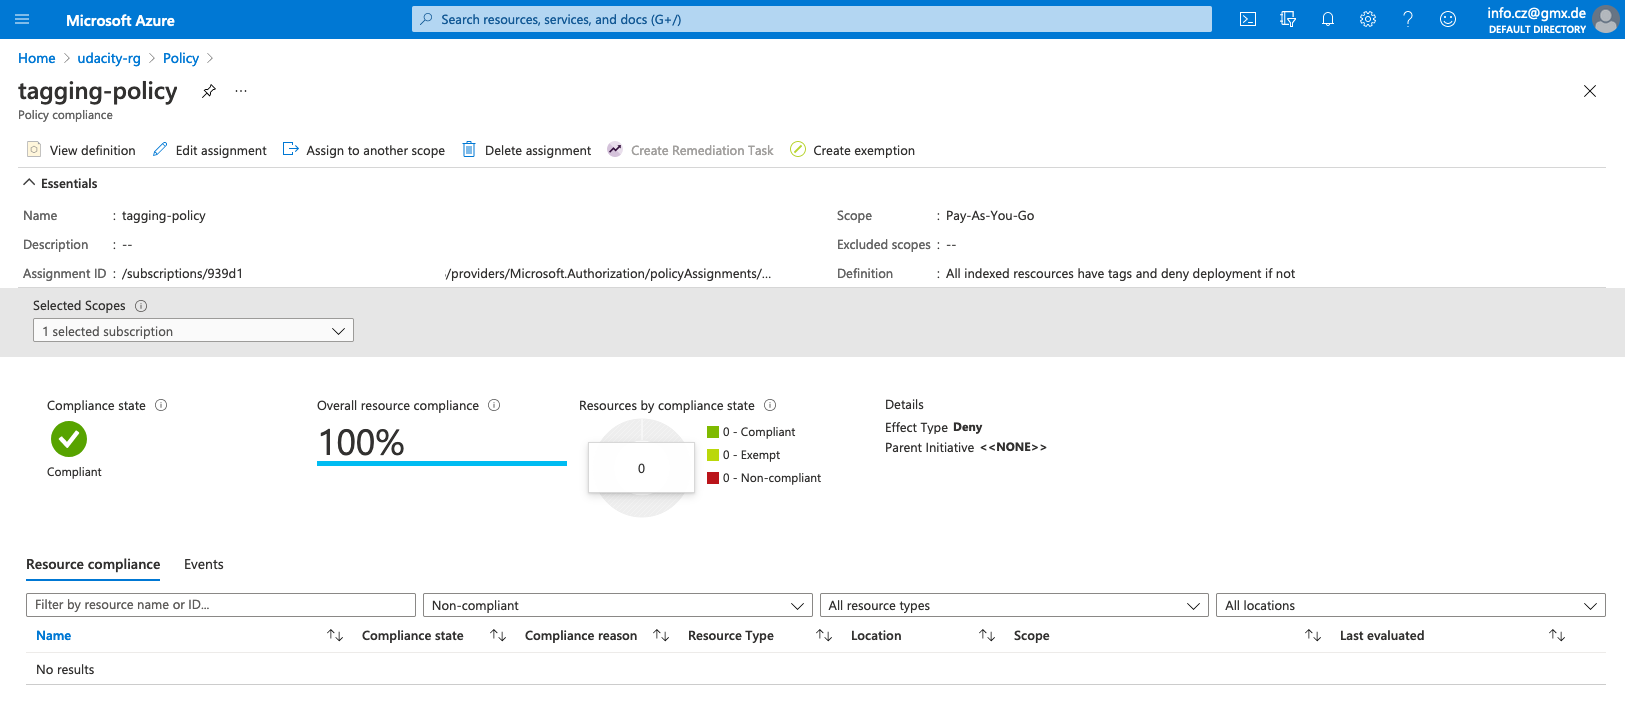 Microsoft Azure
Search resources, services, and docs (G+/)
info.cz@gmx.de
DEFAULT DIRECTORY
Home > udacity-rg > Policy >
tagging-policy
...
Policy compliance
View definition Edit assignment Assign to another scope Delete assignment Create Remediation Task Create exemption
Essentials
Name : tagging-policy Scope : Pay-As-You-Go
Description : -- Excluded scopes : --
Assignment ID : /subscriptions/939d1 /providers/Microsoft.Authorization/policyAssignments/... Definition : All indexed rescources have tags and deny deployment if not
Selected Scopes
1 selected subscription
Compliance state
Compliant
Overall resource compliance
100%
Resources by compliance state
0
0 - Compliant
0 - Exempt
0 - Non-compliant
Details
Effect Type Deny
Parent Initiative <<NONE>>
Resource compliance Events
Filter by resource name or ID... Non-compliant All resource types All locations
Name Compliance state Compliance reason Resource Type Location Scope Last evaluated
No results